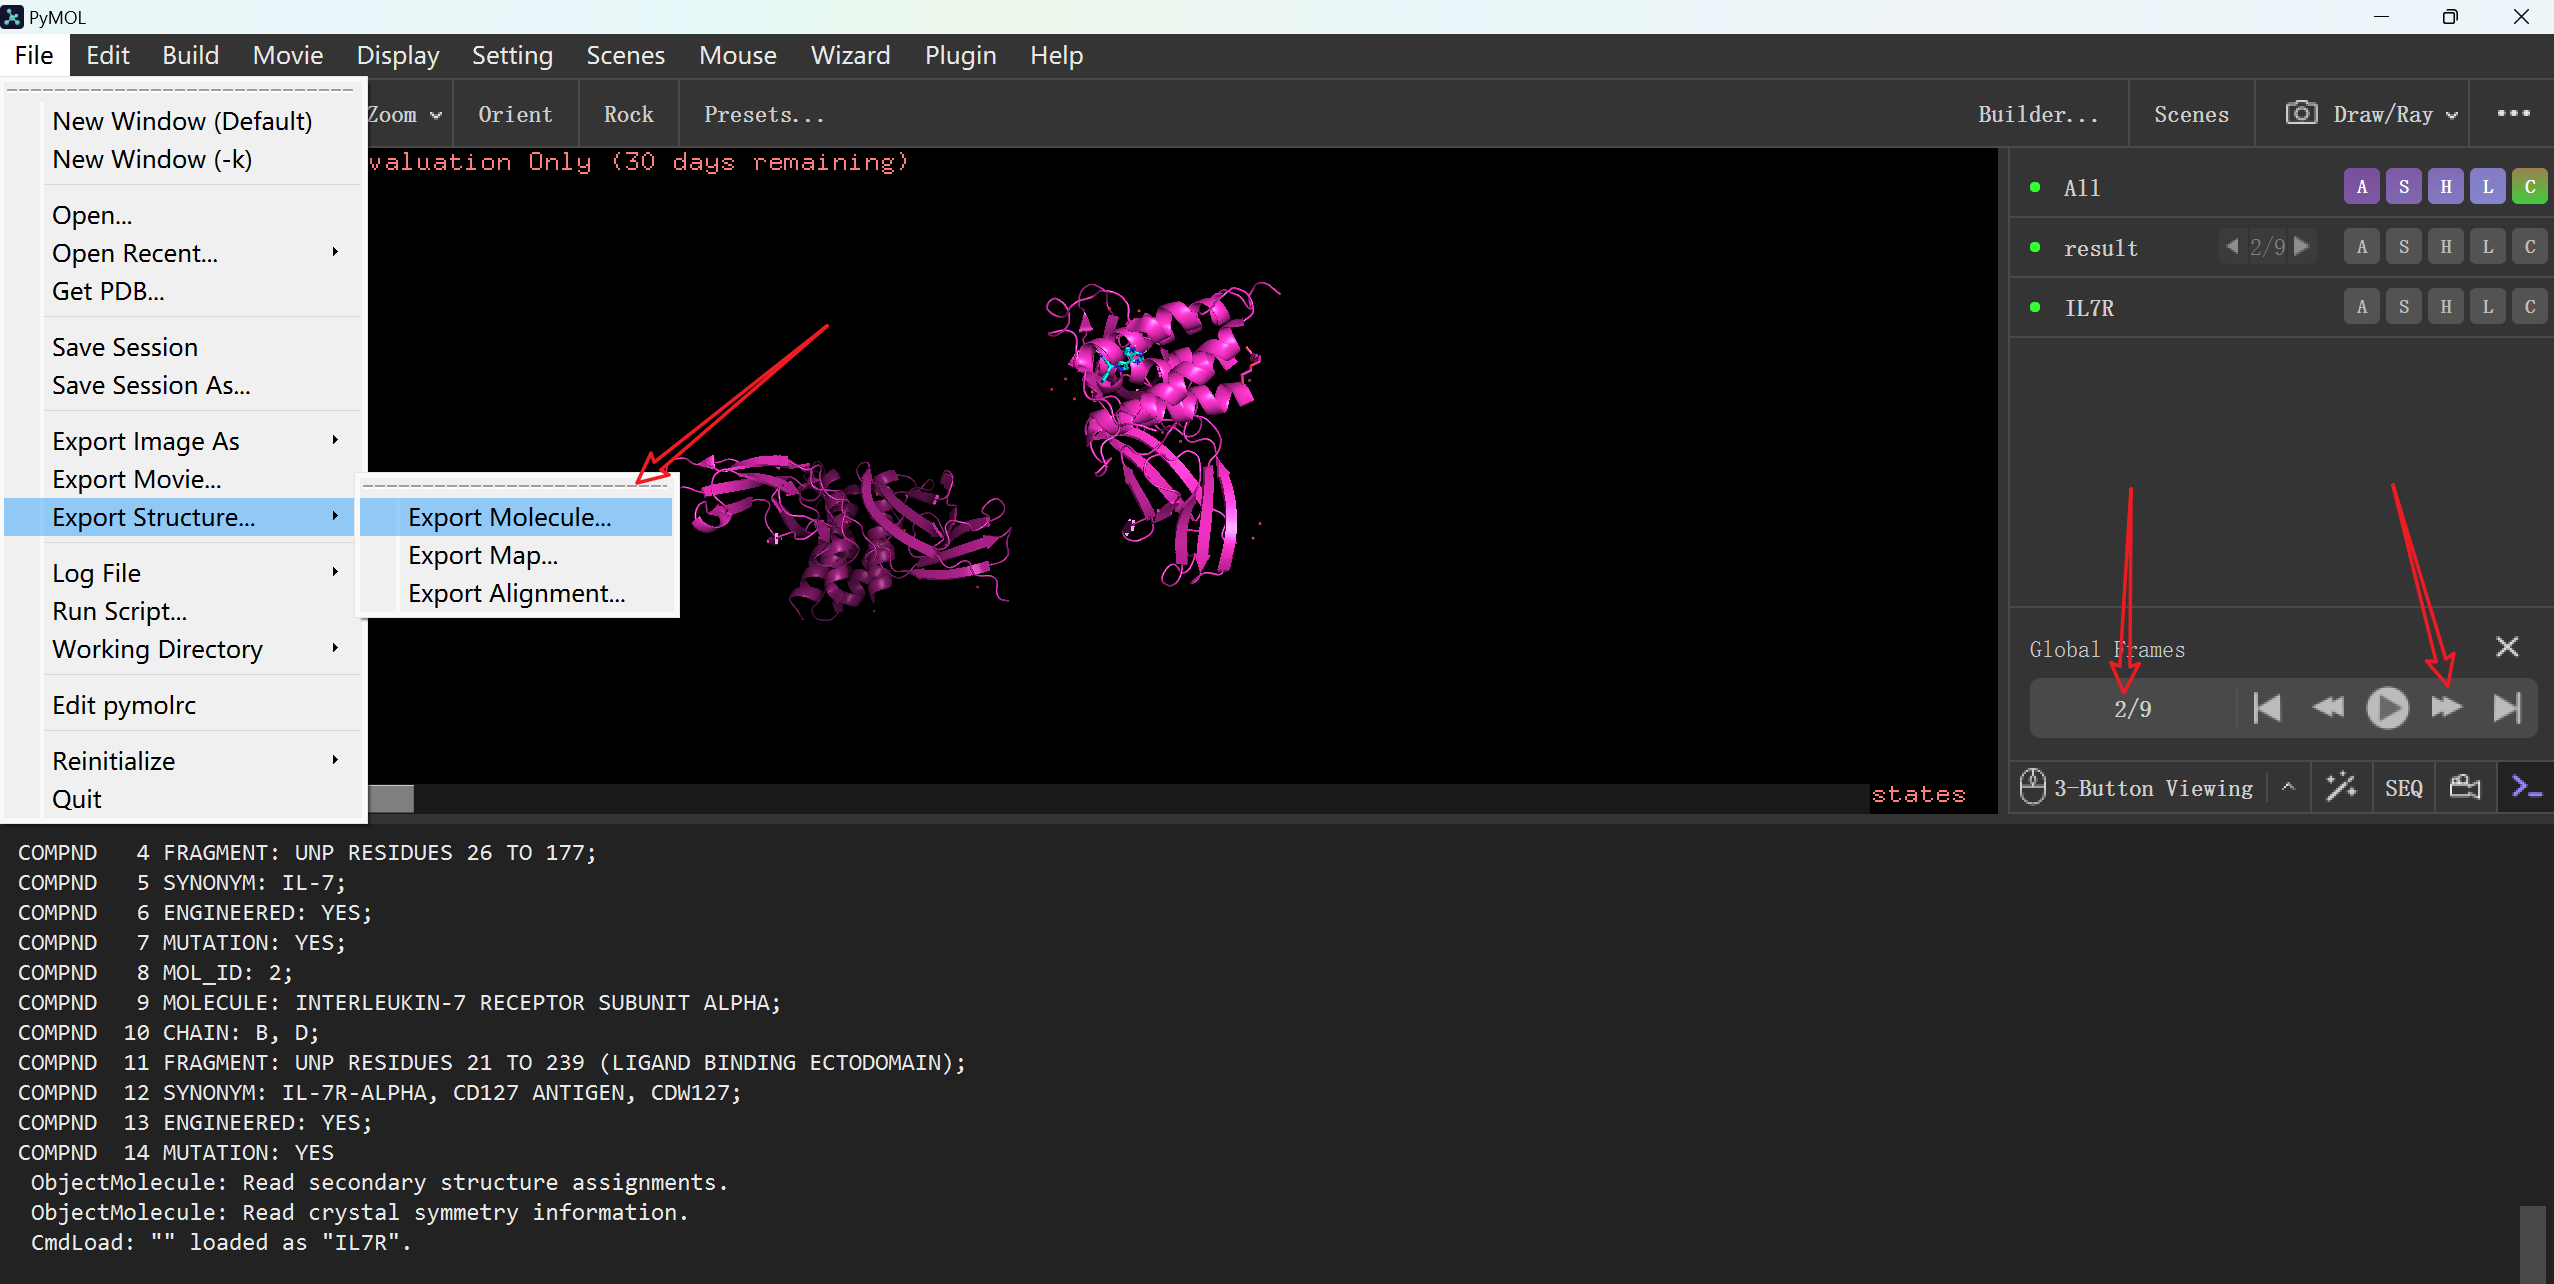 PyMOL
File Edit Build Movie Display Setting Scenes Mouse Wizard Plugin Help
Zoom Orient Rock Presets... Builder... Scenes Draw/Ray
New Window (Default)
New Window (-k)
Open...
Open Recent...
Get PDB...
Save Session
Save Session As...
Export Image As
Export Movie...
Export Structure...
Log File
Run Script...
Working Directory
Edit pymolrc
Reinitialize
Quit
Export Molecule...
Export Map...
Export Alignment...
valuation Only (30 days remaining)
states
All A S H L C
result 2/9 A S H L C
IL7R A S H L C
Global Frames
2/9
3-Button Viewing SEQ
COMPND 4 FRAGMENT: UNP RESIDUES 26 TO 177;
COMPND 5 SYNONYM: IL-7;
COMPND 6 ENGINEERED: YES;
COMPND 7 MUTATION: YES;
COMPND 8 MOL_ID: 2;
COMPND 9 MOLECULE: INTERLEUKIN-7 RECEPTOR SUBUNIT ALPHA;
COMPND 10 CHAIN: B, D;
COMPND 11 FRAGMENT: UNP RESIDUES 21 TO 239 (LIGAND BINDING ECTODOMAIN);
COMPND 12 SYNONYM: IL-7R-ALPHA, CD127 ANTIGEN, CDW127;
COMPND 13 ENGINEERED: YES;
COMPND 14 MUTATION: YES
ObjectMolecule: Read secondary structure assignments.
ObjectMolecule: Read crystal symmetry information.
CmdLoad: "" loaded as "IL7R".